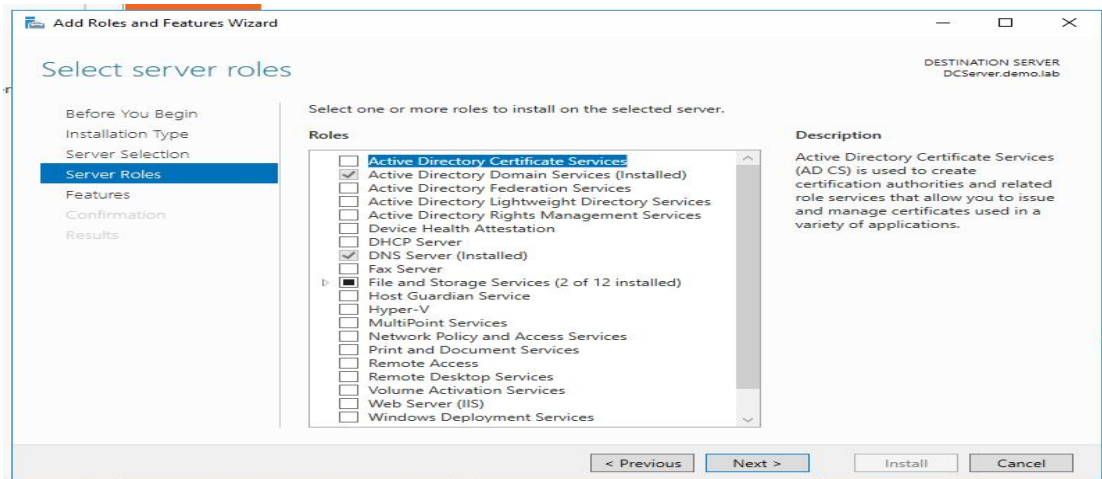 Add Roles and Features Wizard
Select server roles
DESTINATION SERVER
DCServer.demo.lab
Before You Begin
Installation Type
Server Selection
Server Roles
Features
Confirmation
Results
Select one or more roles to install on the selected server.
Roles
Active Directory Certificate Services
Active Directory Domain Services (Installed)
Active Directory Federation Services
Active Directory Lightweight Directory Services
Active Directory Rights Management Services
Device Health Attestation
DHCP Server
DNS Server (Installed)
Fax Server
File and Storage Services (2 of 12 installed)
Host Guardian Service
Hyper-V
MultiPoint Services
Network Policy and Access Services
Print and Document Services
Remote Access
Remote Desktop Services
Volume Activation Services
Web Server (IIS)
Windows Deployment Services
Description
Active Directory Certificate Services
(AD CS) is used to create
certification authorities and related
role services that allow you to issue
and manage certificates used in a
variety of applications.
< Previous
Next >
Install
Cancel